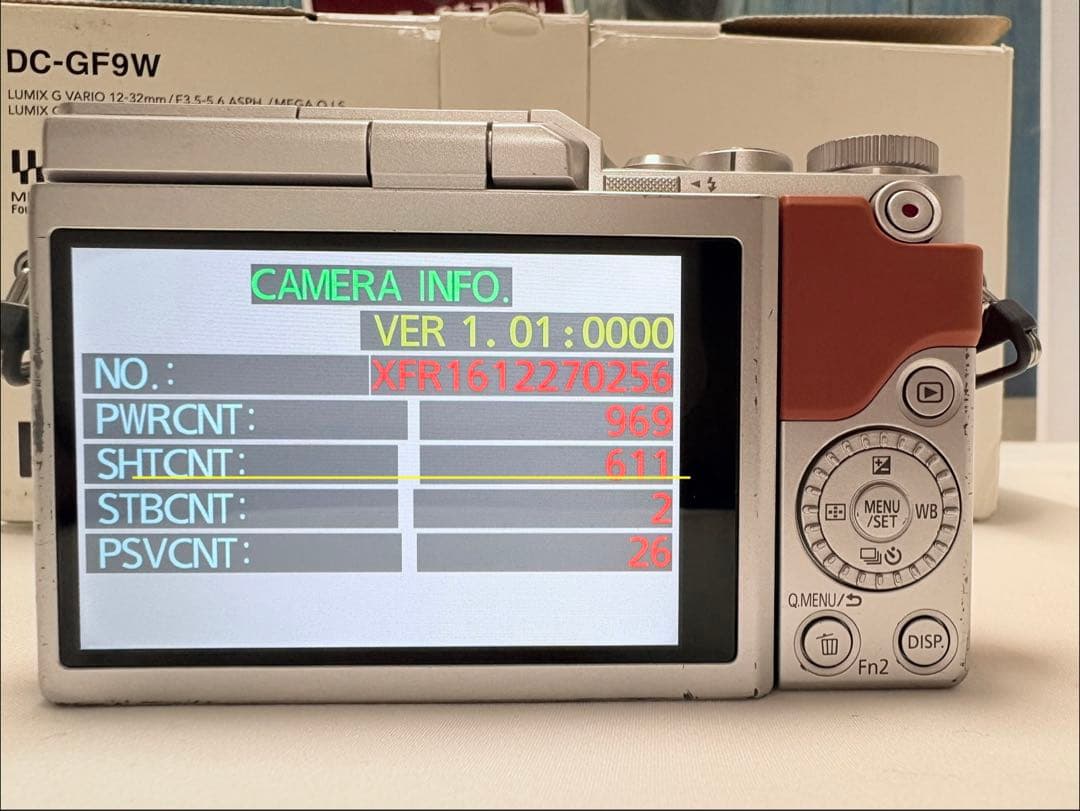 DC-GF9W
LUMIX G VARIO 12-32mm/F3.5-5.6 ASPH./MEGA O.I.S.
LUMIX G
CAMERA INFO.
VER 1. 01:0000
NO.: XFR1612270256
PWRCNT: 969
SHTCNT: 611
STBCNT: 2
PSVCNT: 26
MENU
/SET
WB
Q.MENU/
Fn2
DISP.